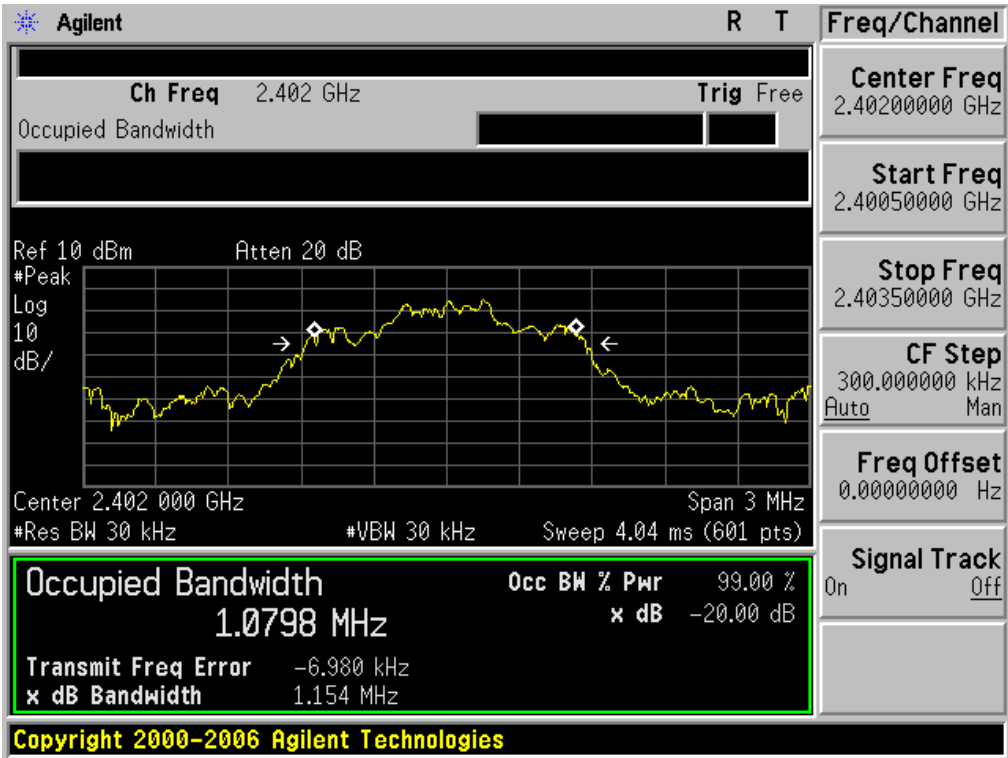 Agilent R T
Freq/Channel
Ch Freq 2.402 GHz Trig Free
Occupied Bandwidth
Center Freq
2.40200000 GHz
Start Freq
2.40050000 GHz
Stop Freq
2.40350000 GHz
CF Step
300.000000 kHz
Auto Man
Freq Offset
0.00000000 Hz
Signal Track
On Off
Ref 10 dBm Atten 20 dB
#Peak
Log
10
dB/
Center 2.402 000 GHz Span 3 MHz
#Res BW 30 kHz #VBW 30 kHz Sweep 4.04 ms (601 pts)
Occupied Bandwidth Occ BW % Pwr 99.00 %
1.0798 MHz x dB -20.00 dB
Transmit Freq Error -6.980 kHz
x dB Bandwidth 1.154 MHz
Copyright 2000-2006 Agilent Technologies